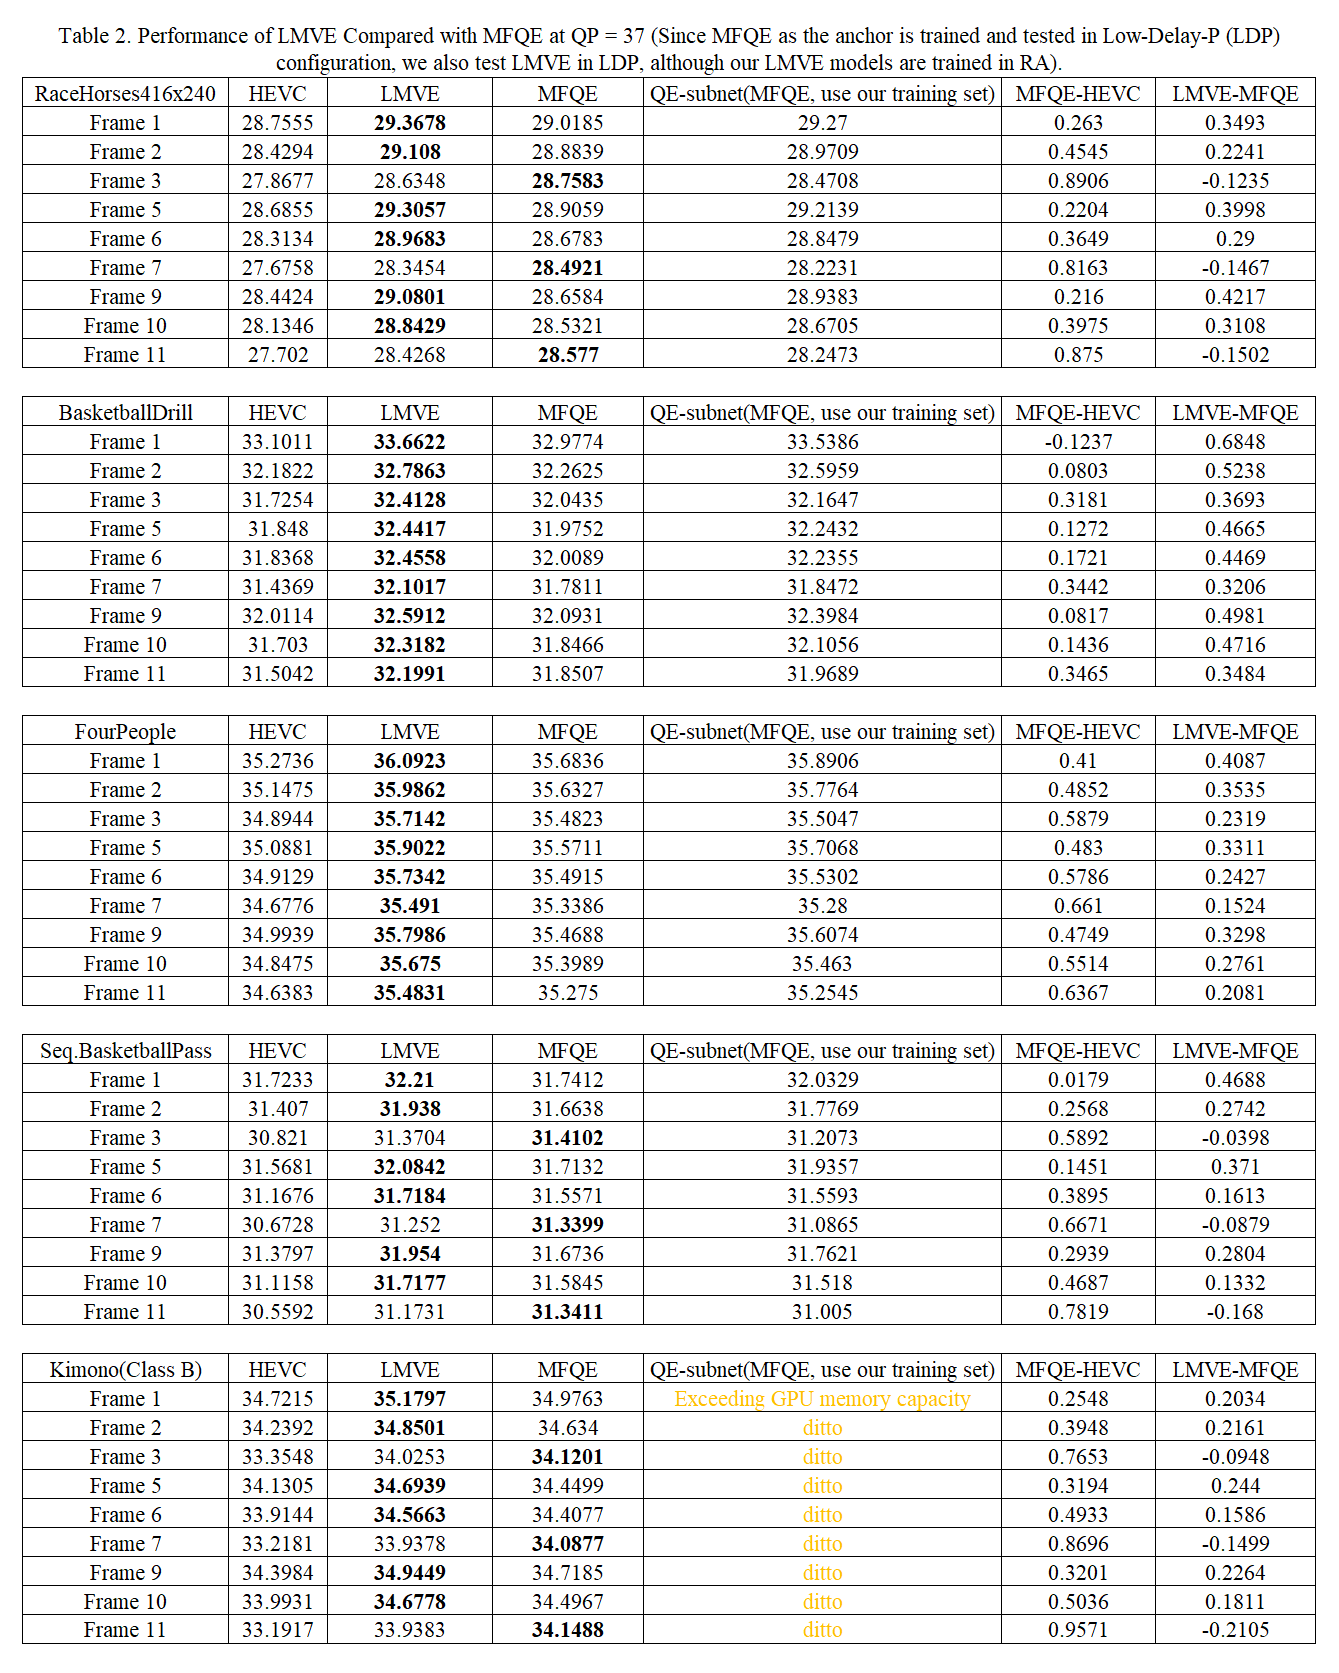 Table 2. Performance of LMVE Compared with MFQE at QP = 37 (Since MFQE as the anchor is trained and tested in Low-Delay-P (LDP)
configuration, we also test LMVE in LDP, although our LMVE models are trained in RA).
RaceHorses416x240 HEVC LMVE MFQE QE-subnet(MFQE, use our training set) MFQE-HEVC LMVE-MFQE
Frame 1 28.7555 29.3678 29.0185 29.27 0.263 0.3493
Frame 2 28.4294 29.108 28.8839 28.9709 0.4545 0.2241
Frame 3 27.8677 28.6348 28.7583 28.4708 0.8906 -0.1235
Frame 5 28.6855 29.3057 28.9059 29.2139 0.2204 0.3998
Frame 6 28.3134 28.9683 28.6783 28.8479 0.3649 0.29
Frame 7 27.6758 28.3454 28.4921 28.2231 0.8163 -0.1467
Frame 9 28.4424 29.0801 28.6584 28.9383 0.216 0.4217
Frame 10 28.1346 28.8429 28.5321 28.6705 0.3975 0.3108
Frame 11 27.702 28.4268 28.577 28.2473 0.875 -0.1502
BasketballDrill HEVC LMVE MFQE QE-subnet(MFQE, use our training set) MFQE-HEVC LMVE-MFQE
Frame 1 33.1011 33.6622 32.9774 33.5386 -0.1237 0.6848
Frame 2 32.1822 32.7863 32.2625 32.5959 0.0803 0.5238
Frame 3 31.7254 32.4128 32.0435 32.1647 0.3181 0.3693
Frame 5 31.848 32.4417 31.9752 32.2432 0.1272 0.4665
Frame 6 31.8368 32.4558 32.0089 32.2355 0.1721 0.4469
Frame 7 31.4369 32.1017 31.7811 31.8472 0.3442 0.3206
Frame 9 32.0114 32.5912 32.0931 32.3984 0.0817 0.4981
Frame 10 31.703 32.3182 31.8466 32.1056 0.1436 0.4716
Frame 11 31.5042 32.1991 31.8507 31.9689 0.3465 0.3484
FourPeople HEVC LMVE MFQE QE-subnet(MFQE, use our training set) MFQE-HEVC LMVE-MFQE
Frame 1 35.2736 36.0923 35.6836 35.8906 0.41 0.4087
Frame 2 35.1475 35.9862 35.6327 35.7764 0.4852 0.3535
Frame 3 34.8944 35.7142 35.4823 35.5047 0.5879 0.2319
Frame 5 35.0881 35.9022 35.5711 35.7068 0.483 0.3311
Frame 6 34.9129 35.7342 35.4915 35.5302 0.5786 0.2427
Frame 7 34.6776 35.491 35.3386 35.28 0.661 0.1524
Frame 9 34.9939 35.7986 35.4688 35.6074 0.4749 0.3298
Frame 10 34.8475 35.675 35.3989 35.463 0.5514 0.2761
Frame 11 34.6383 35.4831 35.275 35.2545 0.6367 0.2081
Seq.BasketballPass HEVC LMVE MFQE QE-subnet(MFQE, use our training set) MFQE-HEVC LMVE-MFQE
Frame 1 31.7233 32.21 31.7412 32.0329 0.0179 0.4688
Frame 2 31.407 31.938 31.6638 31.7769 0.2568 0.2742
Frame 3 30.821 31.3704 31.4102 31.2073 0.5892 -0.0398
Frame 5 31.5681 32.0842 31.7132 31.9357 0.1451 0.371
Frame 6 31.1676 31.7184 31.5571 31.5593 0.3895 0.1613
Frame 7 30.6728 31.252 31.3399 31.0865 0.6671 -0.0879
Frame 9 31.3797 31.954 31.6736 31.7621 0.2939 0.2804
Frame 10 31.1158 31.7177 31.5845 31.518 0.4687 0.1332
Frame 11 30.5592 31.1731 31.3411 31.005 0.7819 -0.168
Kimono(Class B) HEVC LMVE MFQE QE-subnet(MFQE, use our training set) MFQE-HEVC LMVE-MFQE
Frame 1 34.7215 35.1797 34.9763 Exceeding GPU memory capacity 0.2548 0.2034
Frame 2 34.2392 34.8501 34.634 ditto 0.3948 0.2161
Frame 3 33.3548 34.0253 34.1201 ditto 0.7653 -0.0948
Frame 5 34.1305 34.6939 34.4499 ditto 0.3194 0.244
Frame 6 33.9144 34.5663 34.4077 ditto 0.4933 0.1586
Frame 7 33.2181 33.9378 34.0877 ditto 0.8696 -0.1499
Frame 9 34.3984 34.9449 34.7185 ditto 0.3201 0.2264
Frame 10 33.9931 34.6778 34.4967 ditto 0.5036 0.1811
Frame 11 33.1917 33.9383 34.1488 ditto 0.9571 -0.2105